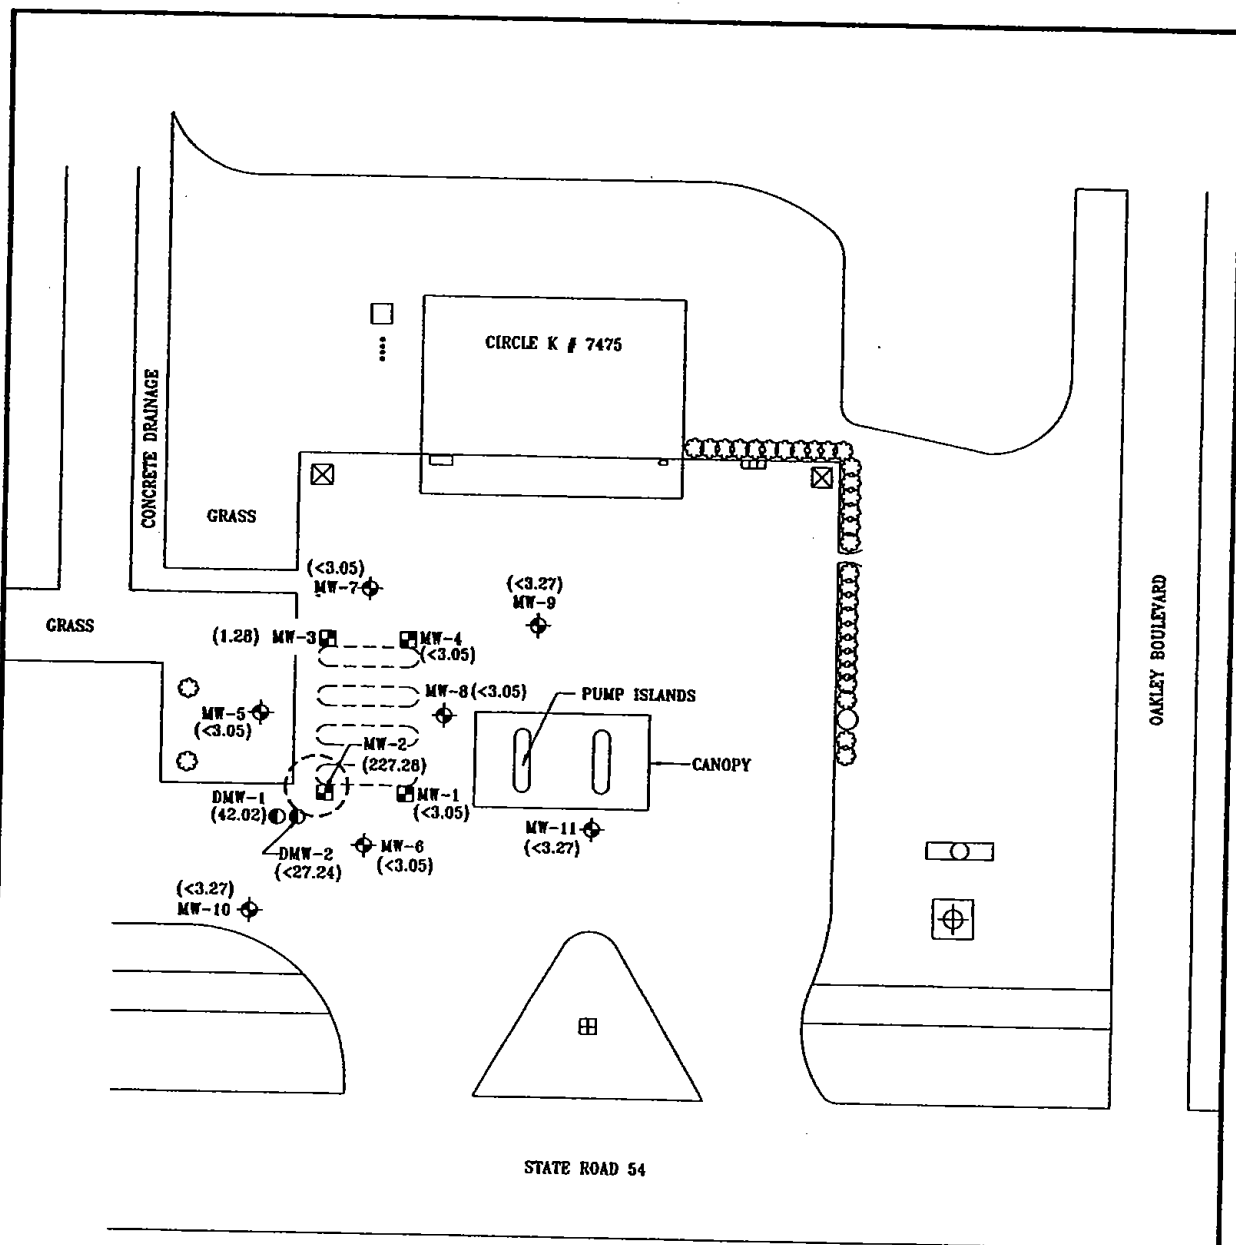 CIRCLE K # 7475
CONCRETE DRAINAGE
GRASS
(<3.05)
MW-7
(<3.27)
MW-9
GRASS
(1.28) MW-3
MW-4
(<3.05)
MW-8(<3.05)
PUMP ISLANDS
MW-5
(<3.05)
MW-2
(227.28)
CANOPY
OAKLEY BOULEVARD
DMW-1
(42.02)
MW-1
(<3.05)
MW-11
(<3.27)
DMW-2
(<27.24)
MW-6
(<3.05)
(<3.27)
MW-10
STATE ROAD 54